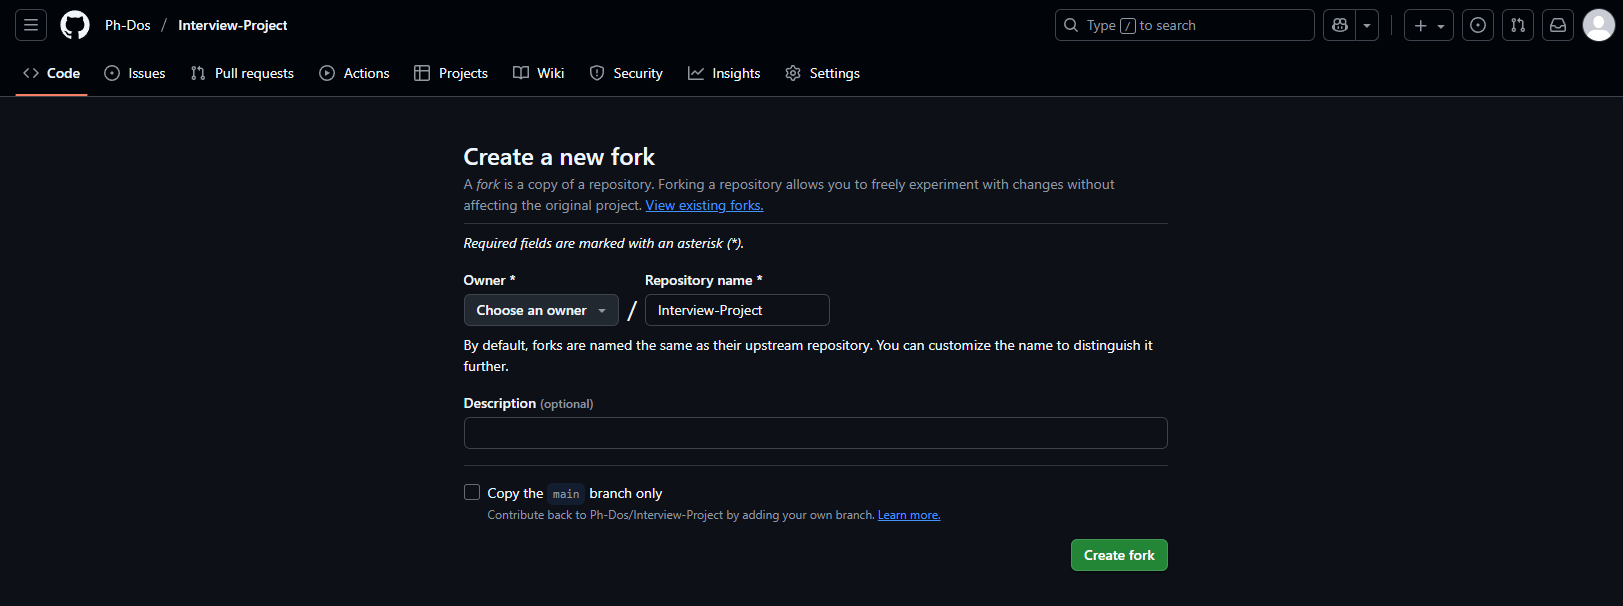 Ph-Dos / Interview-Project
Type / to search
Code Issues Pull requests Actions Projects Wiki Security Insights Settings
Create a new fork
A fork is a copy of a repository. Forking a repository allows you to freely experiment with changes without
affecting the original project. View existing forks.
Required fields are marked with an asterisk (*).
Owner * Repository name *
Choose an owner / Interview-Project
By default, forks are named the same as their upstream repository. You can customize the name to distinguish it
further.
Description (optional)
Copy the main branch only
Contribute back to Ph-Dos/Interview-Project by adding your own branch. Learn more.
Create fork